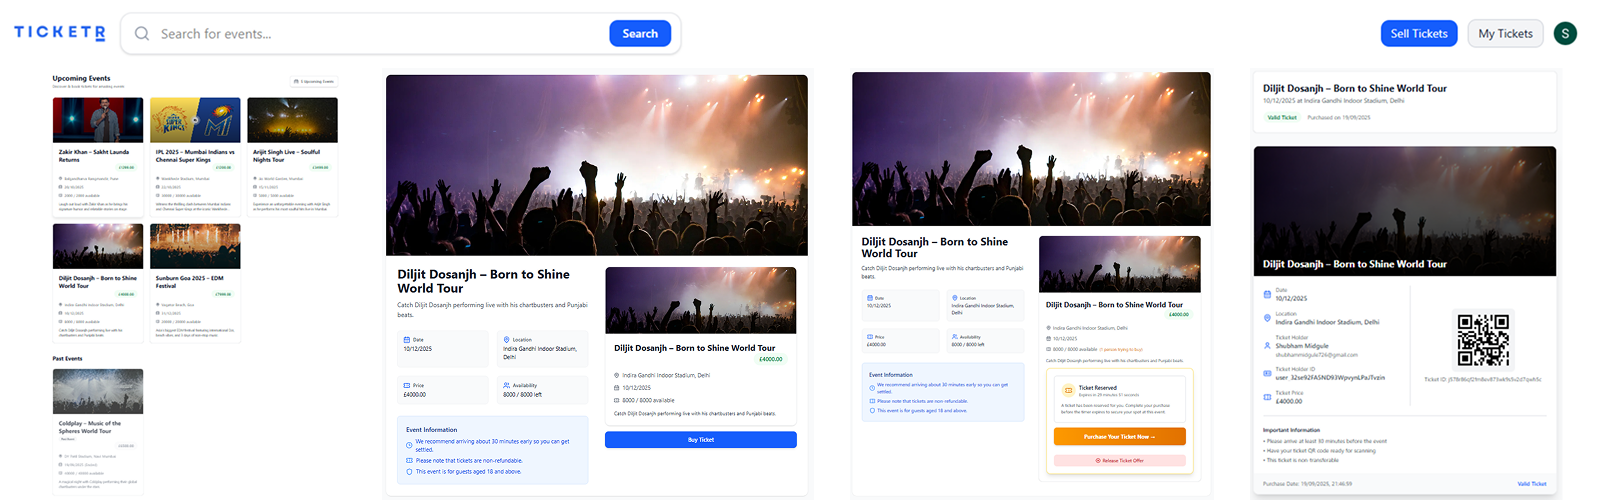 TICKETR
Search for events...
Search
Sell Tickets
My Tickets
S
Upcoming Events
Discover & book tickets for amazing events
5 Upcoming Events
Zakir Khan – Sakht Launda
Returns
IPL 2025 – Mumbai Indians vs
Chennai Super Kings
Arijit Singh Live – Soulful
Nights Tour
Diljit Dosanjh – Born to Shine
World Tour
Indira Gandhi Indoor Stadium, Delhi
Sunburn Goa 2025 – EDM
Festival
Past Events
Coldplay – Music of the
Spheres World Tour
Diljit Dosanjh – Born to Shine
World Tour
Catch Diljit Dosanjh performing live with his chartbusters and Punjabi
beats.
Date
10/12/2025
Location
Indira Gandhi Indoor Stadium,
Delhi
Price
£4000.00
Availability
8000 / 8000 left
Event Information
We recommend arriving about 30 minutes early so you can get
settled.
Please note that tickets are non-refundable.
This event is for guests aged 18 and above.
Diljit Dosanjh – Born to Shine World Tour
£4000.00
Indira Gandhi Indoor Stadium, Delhi
10/12/2025
8000 / 8000 available
Catch Diljit Dosanjh performing live with his chartbusters and Punjabi beats.
Buy Ticket
Diljit Dosanjh – Born to Shine
World Tour
Catch Diljit Dosanjh performing live with his chartbusters and Punjabi
beats.
Date
10/12/2025
Location
Indira Gandhi Indoor Stadium,
Delhi
Price
£4000.00
Availability
8000 / 8000 left
Event Information
We recommend arriving about 30 minutes early so you can get
settled.
Please note that tickets are non-refundable.
This event is for guests aged 18 and above.
Diljit Dosanjh – Born to Shine World Tour
£4000.00
Indira Gandhi Indoor Stadium, Delhi
10/12/2025
8000 / 8000 available (1 person trying to buy)
Catch Diljit Dosanjh performing live with his chartbusters and Punjabi beats.
Ticket Reserved
A ticket has been reserved for you. Complete your purchase
before the timer expires to secure your spot at this event
Purchase Your Ticket Now →
Release Ticket Offer
Diljit Dosanjh – Born to Shine World Tour
10/12/2025 at Indira Gandhi Indoor Stadium, Delhi
Valid Ticket
Purchased on 19/09/2025
Diljit Dosanjh – Born to Shine World Tour
Date
10/12/2025
Location
Indira Gandhi Indoor Stadium, Delhi
Ticket Holder
Shubham Midgule
shubhammidgule726@gmail.com
Ticket Holder ID
Ticket Price
£4000.00
Ticket ID:
Important Information
• Please arrive at least 30 minutes before the event
• Have your ticket QR code ready for scanning
• This ticket is non-transferable
Purchase Date: 19/09/2025, 21:46:59
Valid Ticket